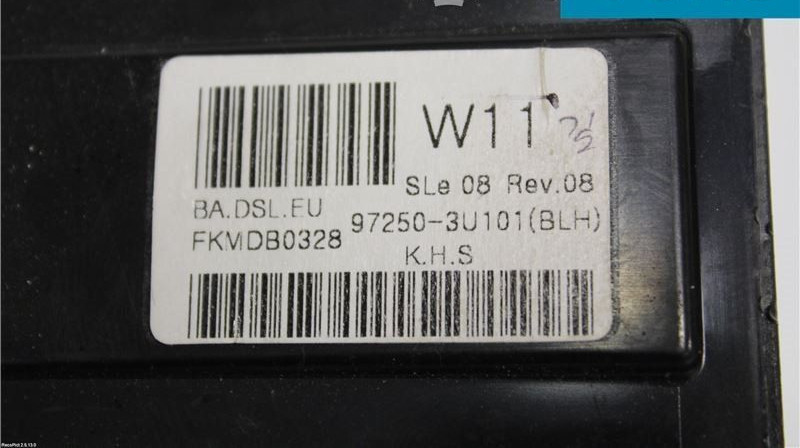 W11
SLe 08 Rev.08
BA.DSL.EU
97250-3U101(BLH)
FKMDB0328
K.H.S